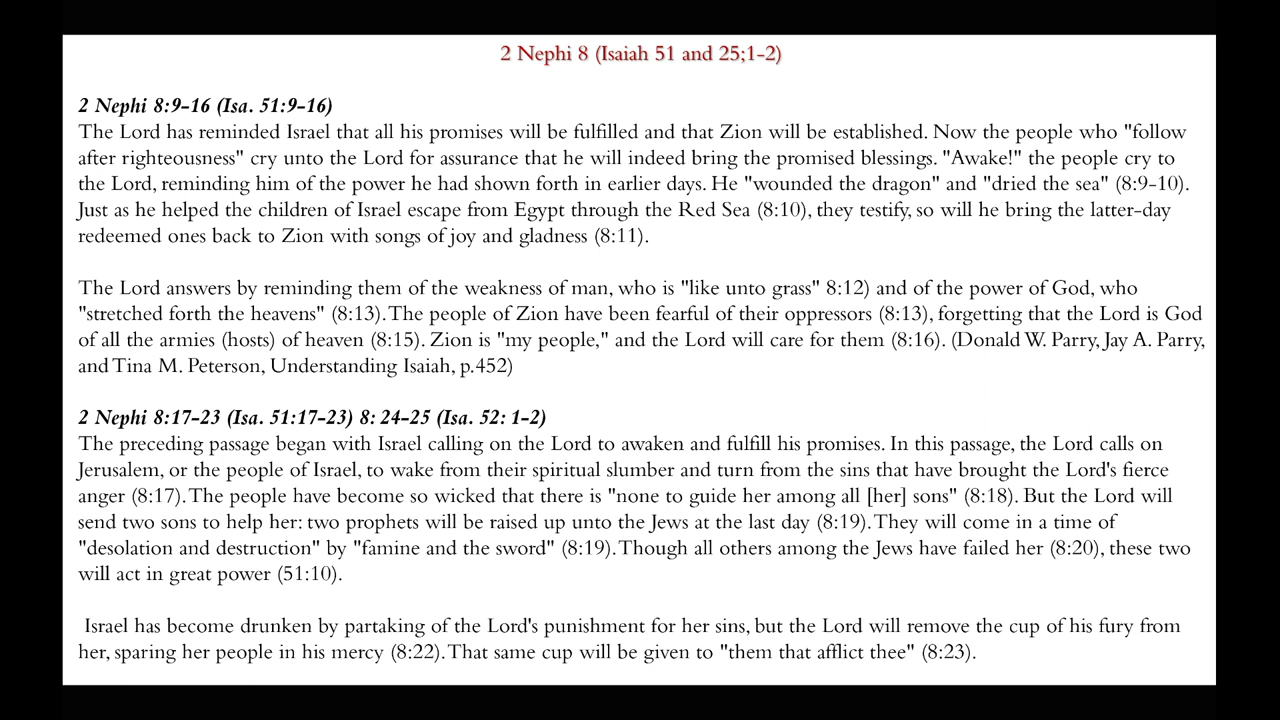 2 Nephi 8 (Isaiah 51 and 25;1-2)
2 Nephi 8:9-16 (Isa. 51:9-16)
The Lord has reminded Israel that all his promises will be fulfilled and that Zion will be established. Now the people who "follow
after righteousness" cry unto the Lord for assurance that he will indeed bring the promised blessings. "Awake!" the people cry to
the Lord, reminding him of the power he had shown forth in earlier days. He "wounded the dragon" and "dried the sea" (8:9-10).
Just as he helped the children of Israel escape from Egypt through the Red Sea (8:10), they testify, so will he bring the latter-day
redeemed ones back to Zion with songs of joy and gladness (8:11).
The Lord answers by reminding them of the weakness of man, who is "like unto grass" 8:12) and of the power of God, who
"stretched forth the heavens" (8:13). The people of Zion have been fearful of their oppressors (8:13), forgetting that the Lord is God
of all the armies (hosts) of heaven (8:15). Zion is "my people," and the Lord will care for them (8:16). (Donald W. Parry, Jay A. Parry,
and Tina M. Peterson, Understanding Isaiah, p.452)
2 Nephi 8:17-23 (Isa. 51:17-23) 8: 24-25 (Isa. 52: 1-2)
The preceding passage began with Israel calling on the Lord to awaken and fulfill his promises. In this passage, the Lord calls on
Jerusalem, or the people of Israel, to wake from their spiritual slumber and turn from the sins that have brought the Lord's fierce
anger (8:17). The people have become so wicked that there is "none to guide her among all [her] sons" (8:18). But the Lord will
send two sons to help her: two prophets will be raised up unto the Jews at the last day (8:19). They will come in a time of
"desolation and destruction" by "famine and the sword" (8:19). Though all others among the Jews have failed her (8:20), these two
will act in great power (51:10).
Israel has become drunken by partaking of the Lord's punishment for her sins, but the Lord will remove the cup of his fury from
her, sparing her people in his mercy (8:22). That same cup will be given to "them that afflict thee" (8:23).